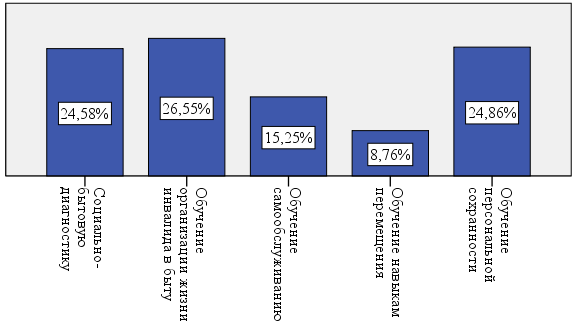 24,58%
26,55%
15,25%
8,76%
24,86%
Социально-
бытовую
диагностику
Обучение
организации жизни
инвалида в быту
Обучение
самообслуживанию
Обучение навыкам
перемещения
Обучение
персональной
сохранности